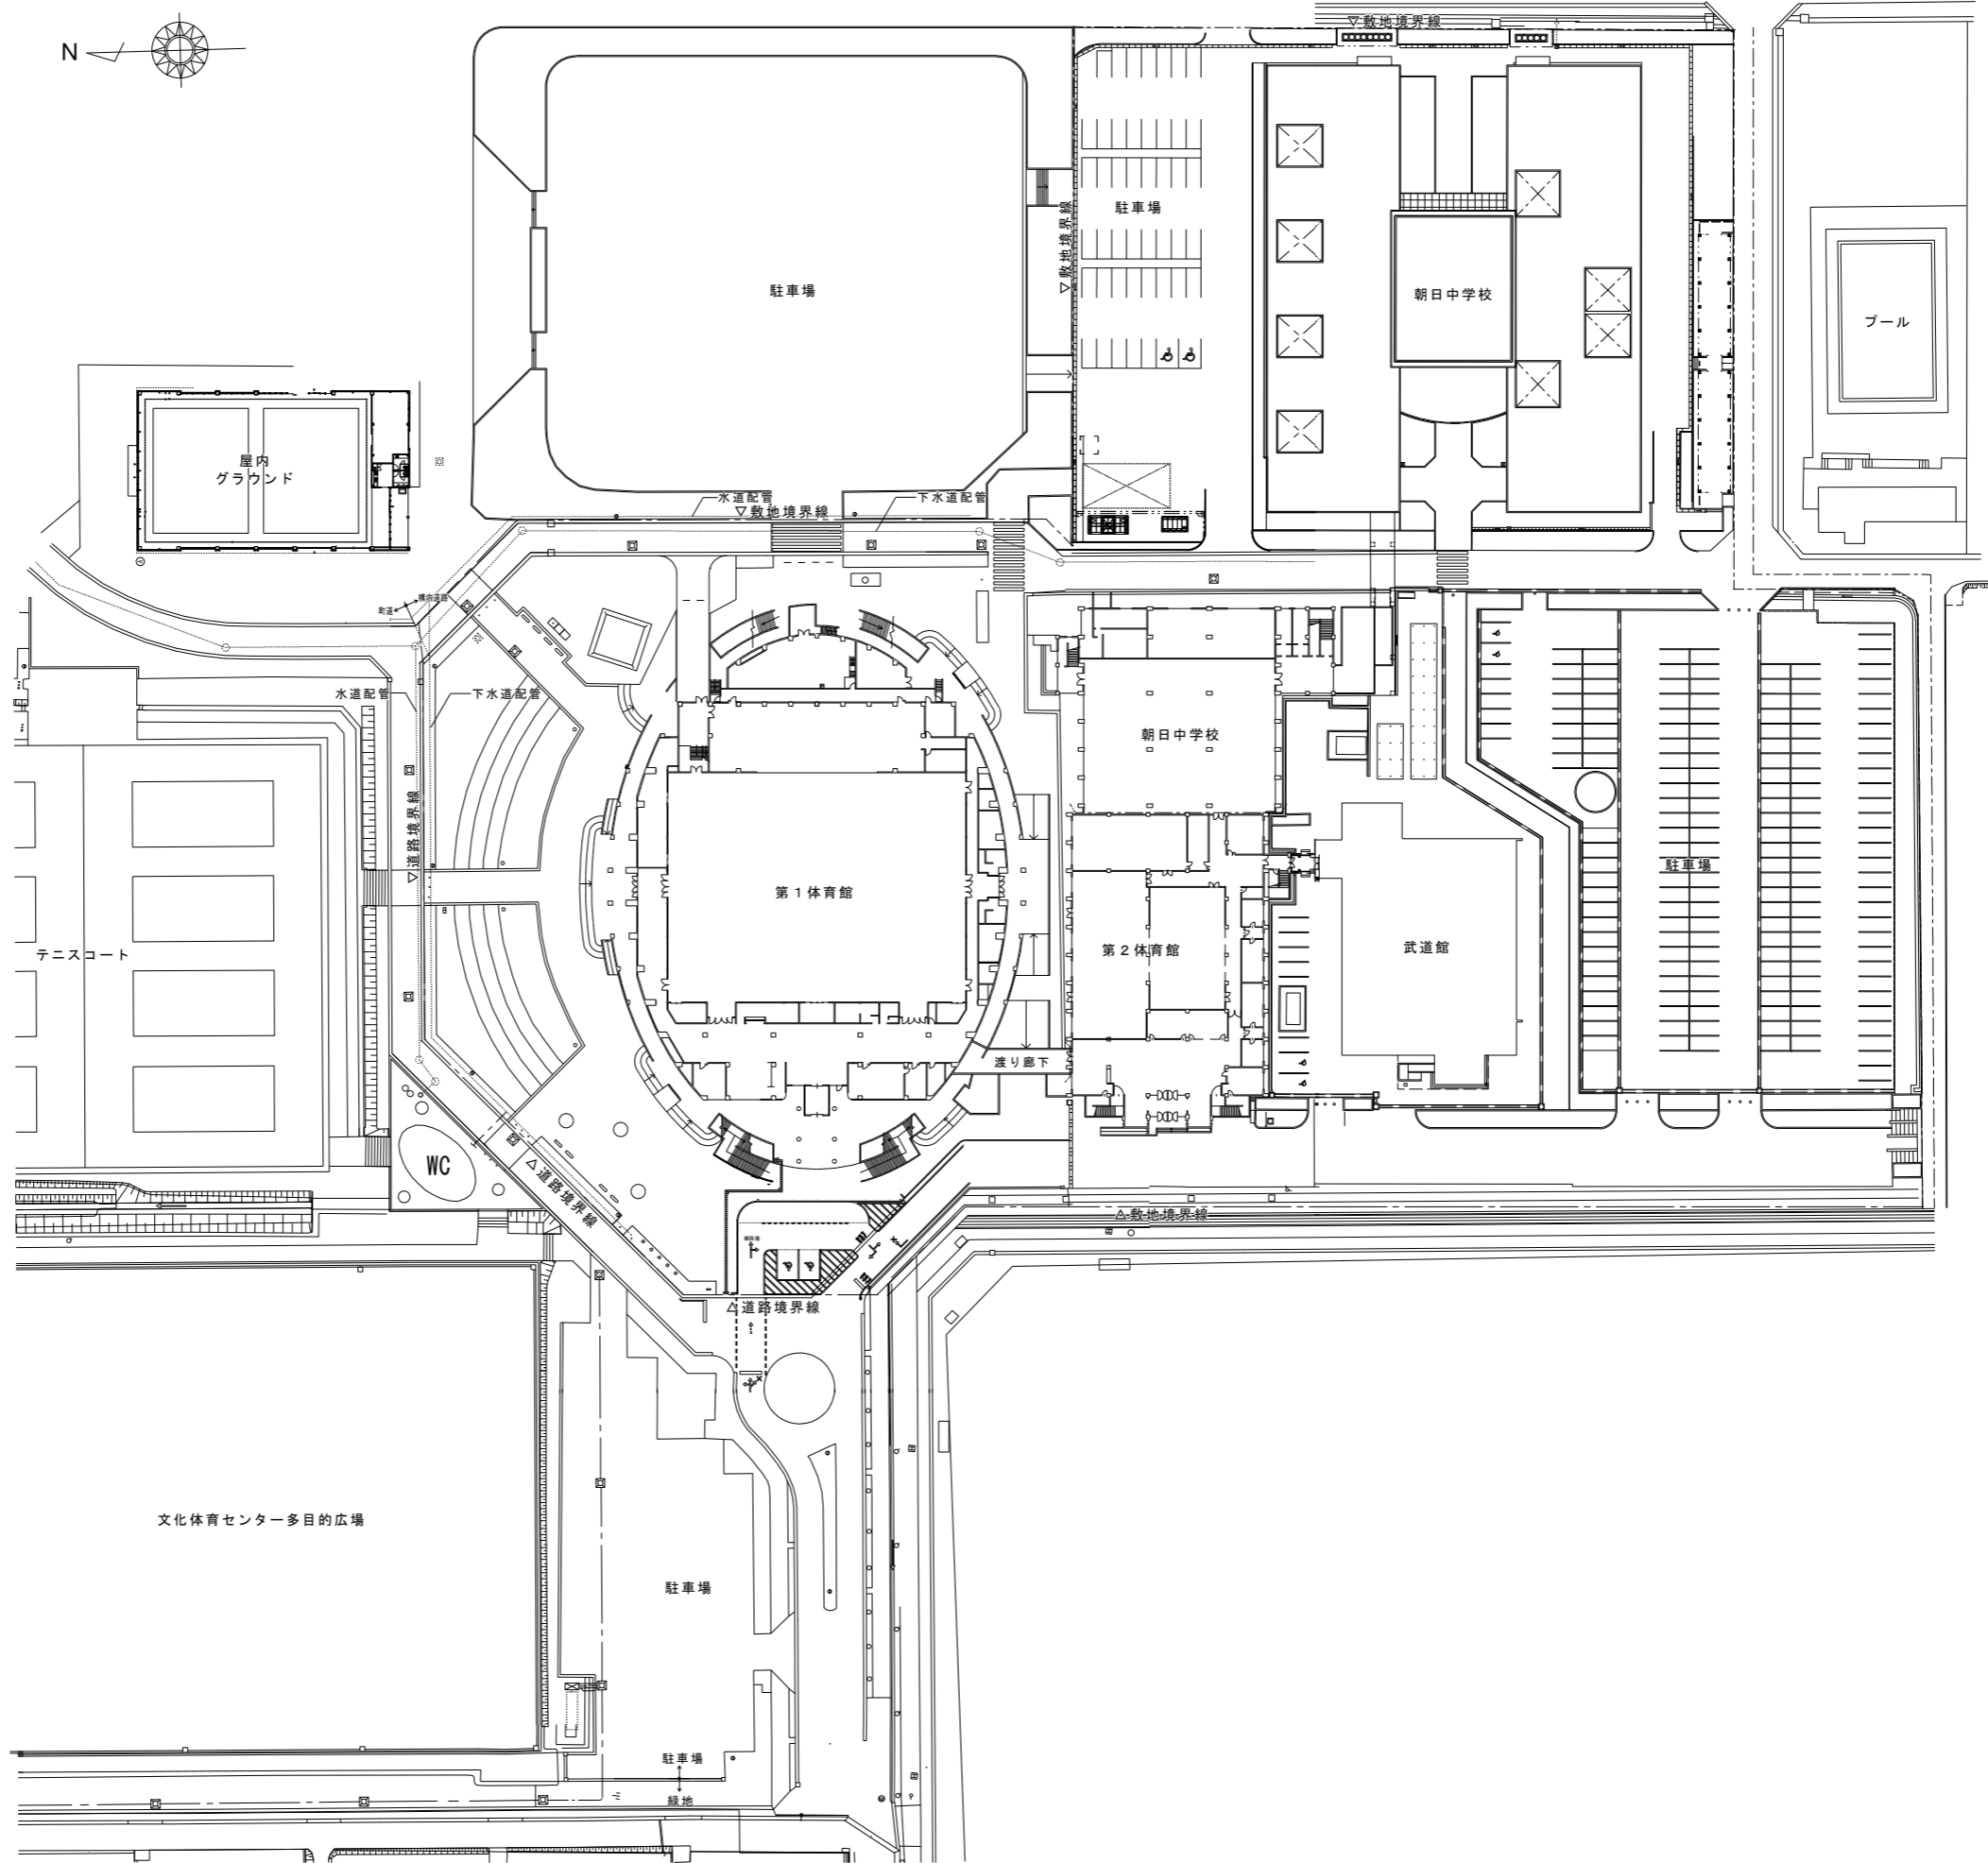 ▽敷地境界線
N
駐車場
▽敷地境界線
駐車場
朝日中学校
プール
屋内
グラウンド
水道配管
下水道配管
▽敷地境界線
構内道路
町道
水道配管
下水道配管
▽道路境界線
朝日中学校
第1体育館
駐車場
第2体育館
武道館
テニスコート
渡り廊下
WC
△道路境界線
△敷地境界線
△道路境界線
文化体育センター多目的広場
駐車場
駐車場
緑地